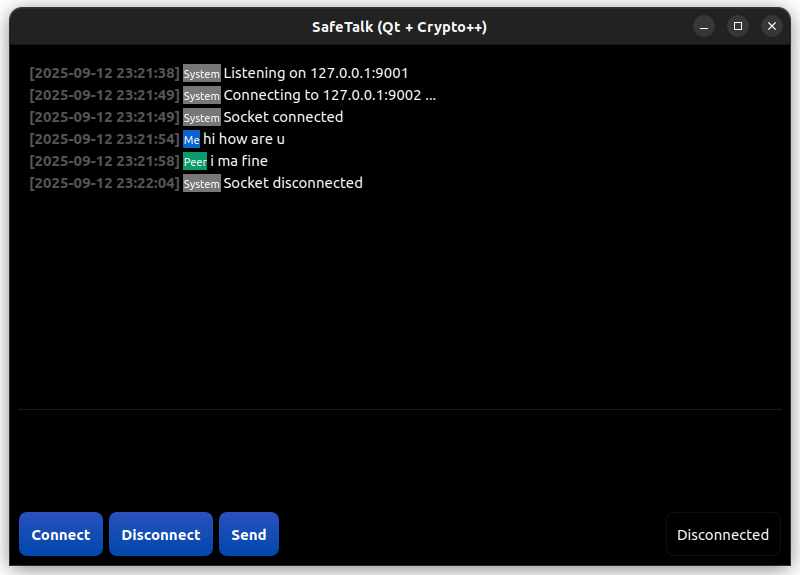 SafeTalk (Qt + Crypto++)
[2025-09-12 23:21:38] System Listening on 127.0.0.1:9001
[2025-09-12 23:21:49] System Connecting to 127.0.0.1:9002 ...
[2025-09-12 23:21:49] System Socket connected
[2025-09-12 23:21:54] Me hi how are u
[2025-09-12 23:21:58] Peer i ma fine
[2025-09-12 23:22:04] System Socket disconnected
Connect Disconnect Send Disconnected